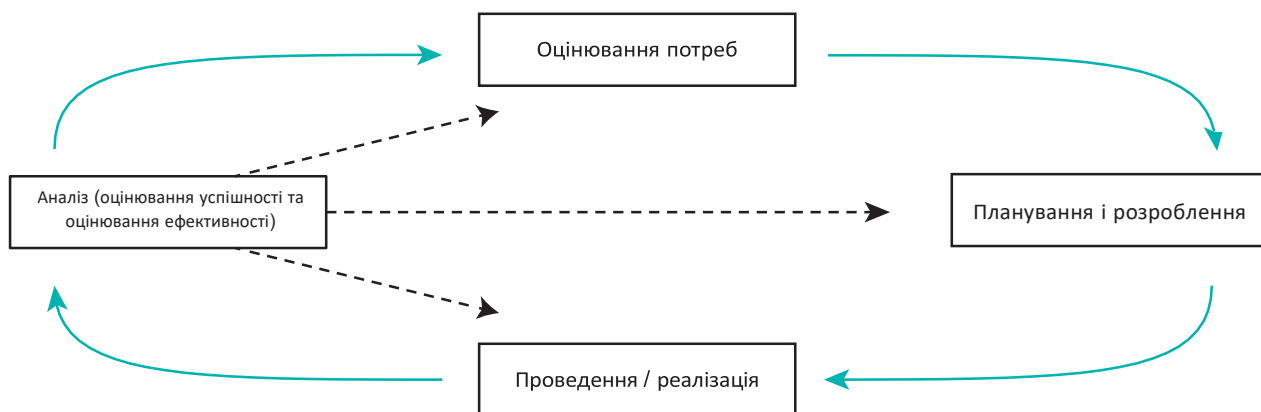 Оцінювання потреб
Аналіз (оцінювання успішності та
оцінювання ефективності)
Планування і розроблення
Проведення / реалізація